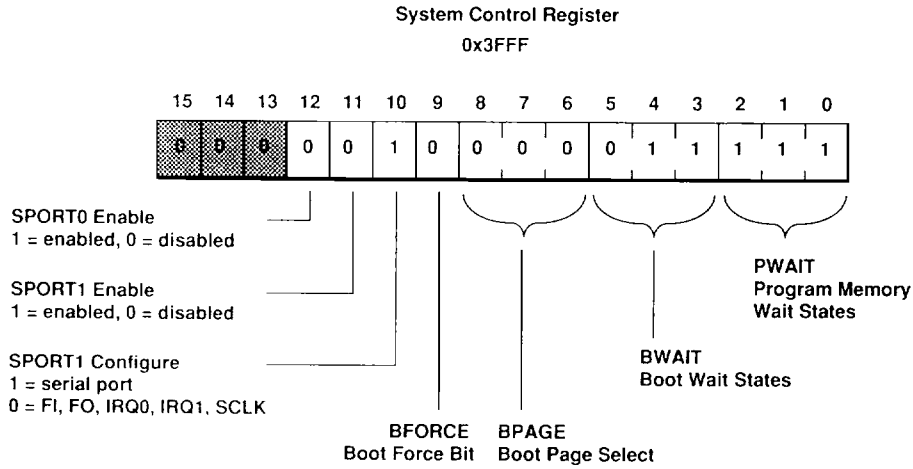 System Control Register
0x3FFF
15 14 13 12 11 10 9 8 7 6 5 4 3 2 1 0
0 0 0 0 0 1 0 0 0 0 0 1 1 1 1 1
SPORT0 Enable
1 = enabled, 0 = disabled
SPORT1 Enable
1 = enabled, 0 = disabled
SPORT1 Configure
1 = serial port
0 = FI, FO, IRQ0, IRQ1, SCLK
BFORCE
Boot Force Bit
BPAGE
Boot Page Select
BWAIT
Boot Wait States
PWAIT
Program Memory
Wait States